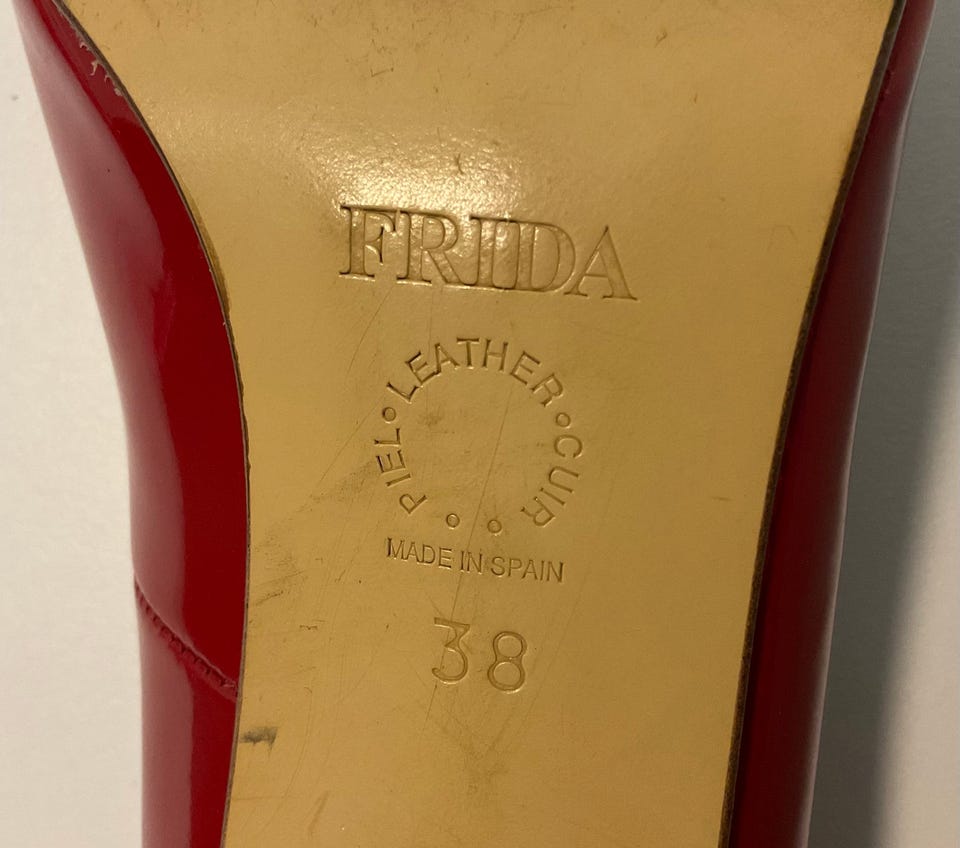 FRIDA
PIEL LEATHER CUIR
MADE IN SPAIN
38